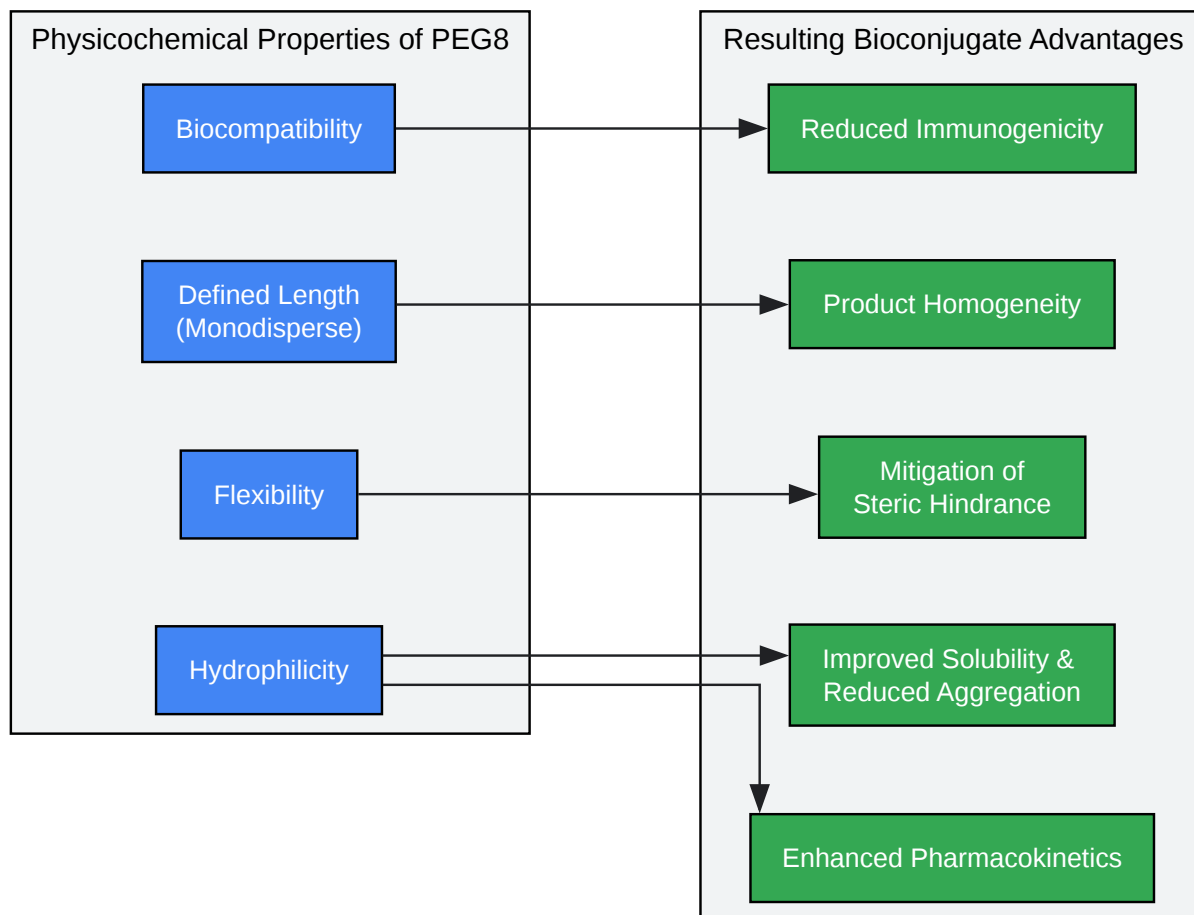 Physicochemical Properties of PEG8
Resulting Bioconjugate Advantages
Biocompatibility
Reduced Immunogenicity
Defined Length
(Monodisperse)
Product Homogeneity
Flexibility
Mitigation of
Steric Hindrance
Hydrophilicity
Improved Solubility &
Reduced Aggregation
Enhanced Pharmacokinetics